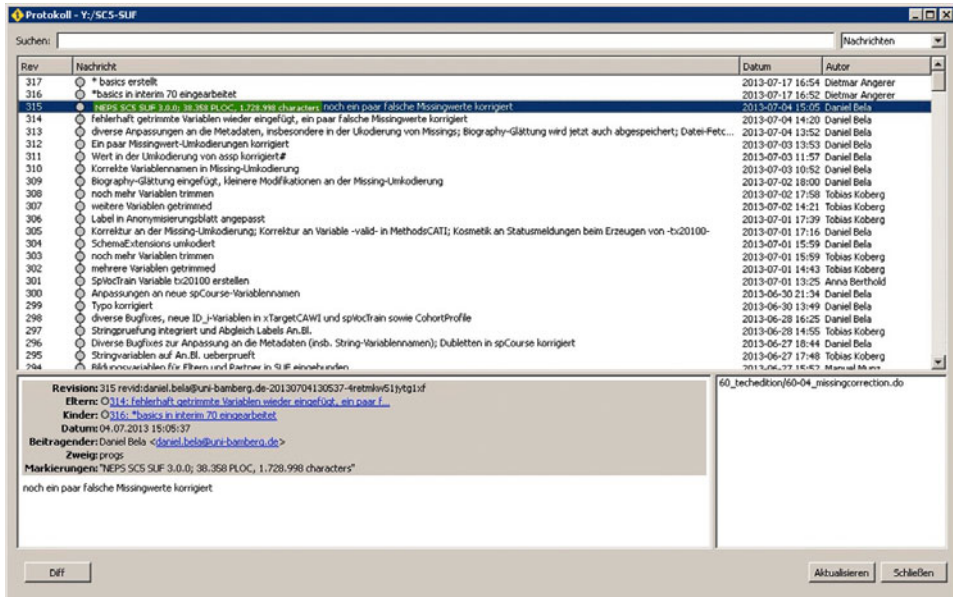 Protokoll - Y:/SC5-SUF
Suchen: Nachrichten
Rev Nachricht Datum Autor
317 * basics erstellt 2013-07-17 16:54 Dietmar Angerer
316 *basics in interim 70 eingearbeitet 2013-07-17 16:52 Dietmar Angerer
315 NEPS SC5 SUF 3.0.0; 38.358 PLOC, 1.728.998 characters noch ein paar falsche Missingwerte korrigiert 2013-07-04 15:05 Daniel Bela
314 fehlerhaft getrimmte Variablen wieder eingefügt, ein paar falsche Missingwerte korrigiert 2013-07-04 14:20 Daniel Bela
313 diverse Anpassungen an die Metadaten, insbesondere in der Ukodierung von Missings; Biography-Glättung wird jetzt auch abgespeichert; Datei-Fetc... 2013-07-04 13:52 Daniel Bela
312 Ein paar Missingwert-Umkodierungen korrigiert 2013-07-03 13:53 Daniel Bela
311 Wert in der Umkodierung von assp korrigiert# 2013-07-03 11:57 Daniel Bela
310 Korrekte Variablennamen in Missing-Umkodierung 2013-07-03 10:52 Daniel Bela
309 Biography-Glättung eingefügt, kleinere Modifikationen an der Missing-Umkodierung 2013-07-02 18:00 Daniel Bela
308 noch mehr Variablen trimmen 2013-07-02 17:58 Tobias Koberg
307 weitere Variablen getrimmed 2013-07-02 14:21 Tobias Koberg
306 Label in Anonymisierungsblatt angepasst 2013-07-01 17:39 Tobias Koberg
305 Korrektur an der Missing-Umkodierung; Korrektur an Variable -valid- in MethodsCATI; Kosmetik an Statusmeldungen beim Erzeugen von -tx20100- 2013-07-01 17:16 Daniel Bela
304 SchemaExtensions umkodiert 2013-07-01 15:59 Daniel Bela
303 noch mehr Variablen trimmen 2013-07-01 15:59 Tobias Koberg
302 mehrere Variablen getrimmed 2013-07-01 14:43 Tobias Koberg
301 SpVocTrain Variable tx20100 erstellen 2013-07-01 13:25 Anna Berthold
300 Anpassungen an neue spCourse-Variablennamen 2013-06-30 21:34 Daniel Bela
299 Typo korrigiert 2013-06-30 13:49 Daniel Bela
298 diverse Bugfixes, neue ID_i-Variablen in xTargetCAWI und spVocTrain sowie CohortProfile 2013-06-28 16:25 Daniel Bela
297 Stringpruefung integriert und Abgleich Labels An.Bl. 2013-06-28 14:55 Tobias Koberg
296 Diverse Bugfixes zur Anpassung an die Metadaten (insb. String-Variablennamen); Dubletten in spCourse korrigiert 2013-06-27 18:44 Daniel Bela
295 Stringvariablen auf An.Bl. ueberprueft 2013-06-27 17:48 Tobias Koberg
294 Bildungsvariablen für Eltern und Partner in SUF eingebunden 2013-06-27 15:52 Manuel Munz
Revision: 315 revid:daniel.bela@uni-bamberg.de-20130704130537-4retmkw51jytg1xf
Eltern: 314: fehlerhaft getrimmte Variablen wieder eingefügt, ein paar f...
Kinder: 316: *basics in interim 70 eingearbeitet
Datum: 04.07.2013 15:05:37
Beitragender: Daniel Bela <daniel.bela@uni-bamberg.de>
Zweig: progs
Markierungen: "NEPS SC5 SUF 3.0.0; 38.358 PLOC, 1.728.998 characters"
noch ein paar falsche Missingwerte korrigiert
60_techedition/60-04_missingcorrection.do
Diff Aktualisieren Schließen